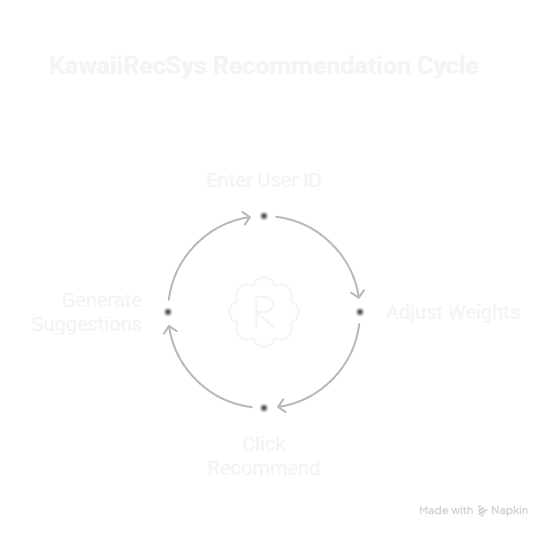 KawaiiRecSys Recommendation Cycle
Enter User ID
Generate
Suggestions
R
Adjust Weights
Click
Recommend
Made with Napkin